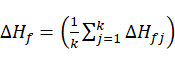 ΔH_f = (1/k ∑_{j=1}^{k} ΔH_{fj})